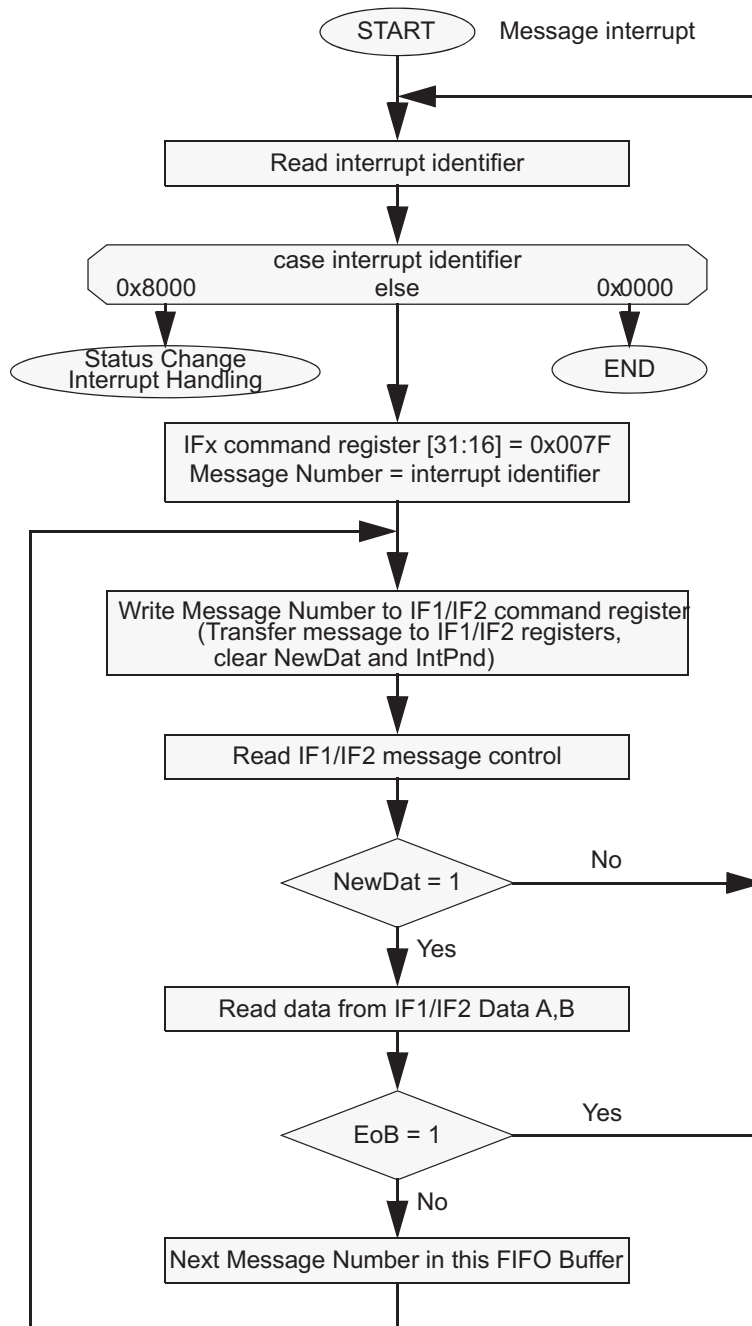 START
Message interrupt
Read interrupt identifier
case interrupt identifier
0x8000
else
0x0000
Status Change
Interrupt Handling
END
IFx command register [31:16] = 0x007F
Message Number = interrupt identifier
Write Message Number to IF1/IF2 command register
(Transfer message to IF1/IF2 registers,
clear NewDat and IntPnd)
Read IF1/IF2 message control
NewDat = 1
No
Yes
Read data from IF1/IF2 Data A,B
EoB = 1
Yes
No
Next Message Number in this FIFO Buffer